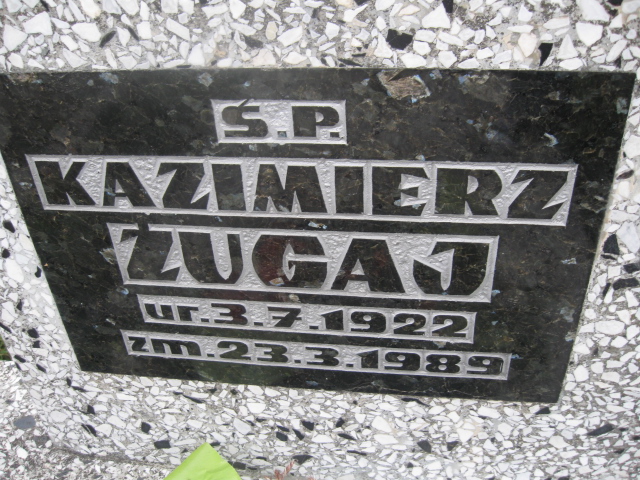 Ś.P.
KAZIMIERZ
ŻUGAJ
ur.3.7.1922
zm.23.3.1989